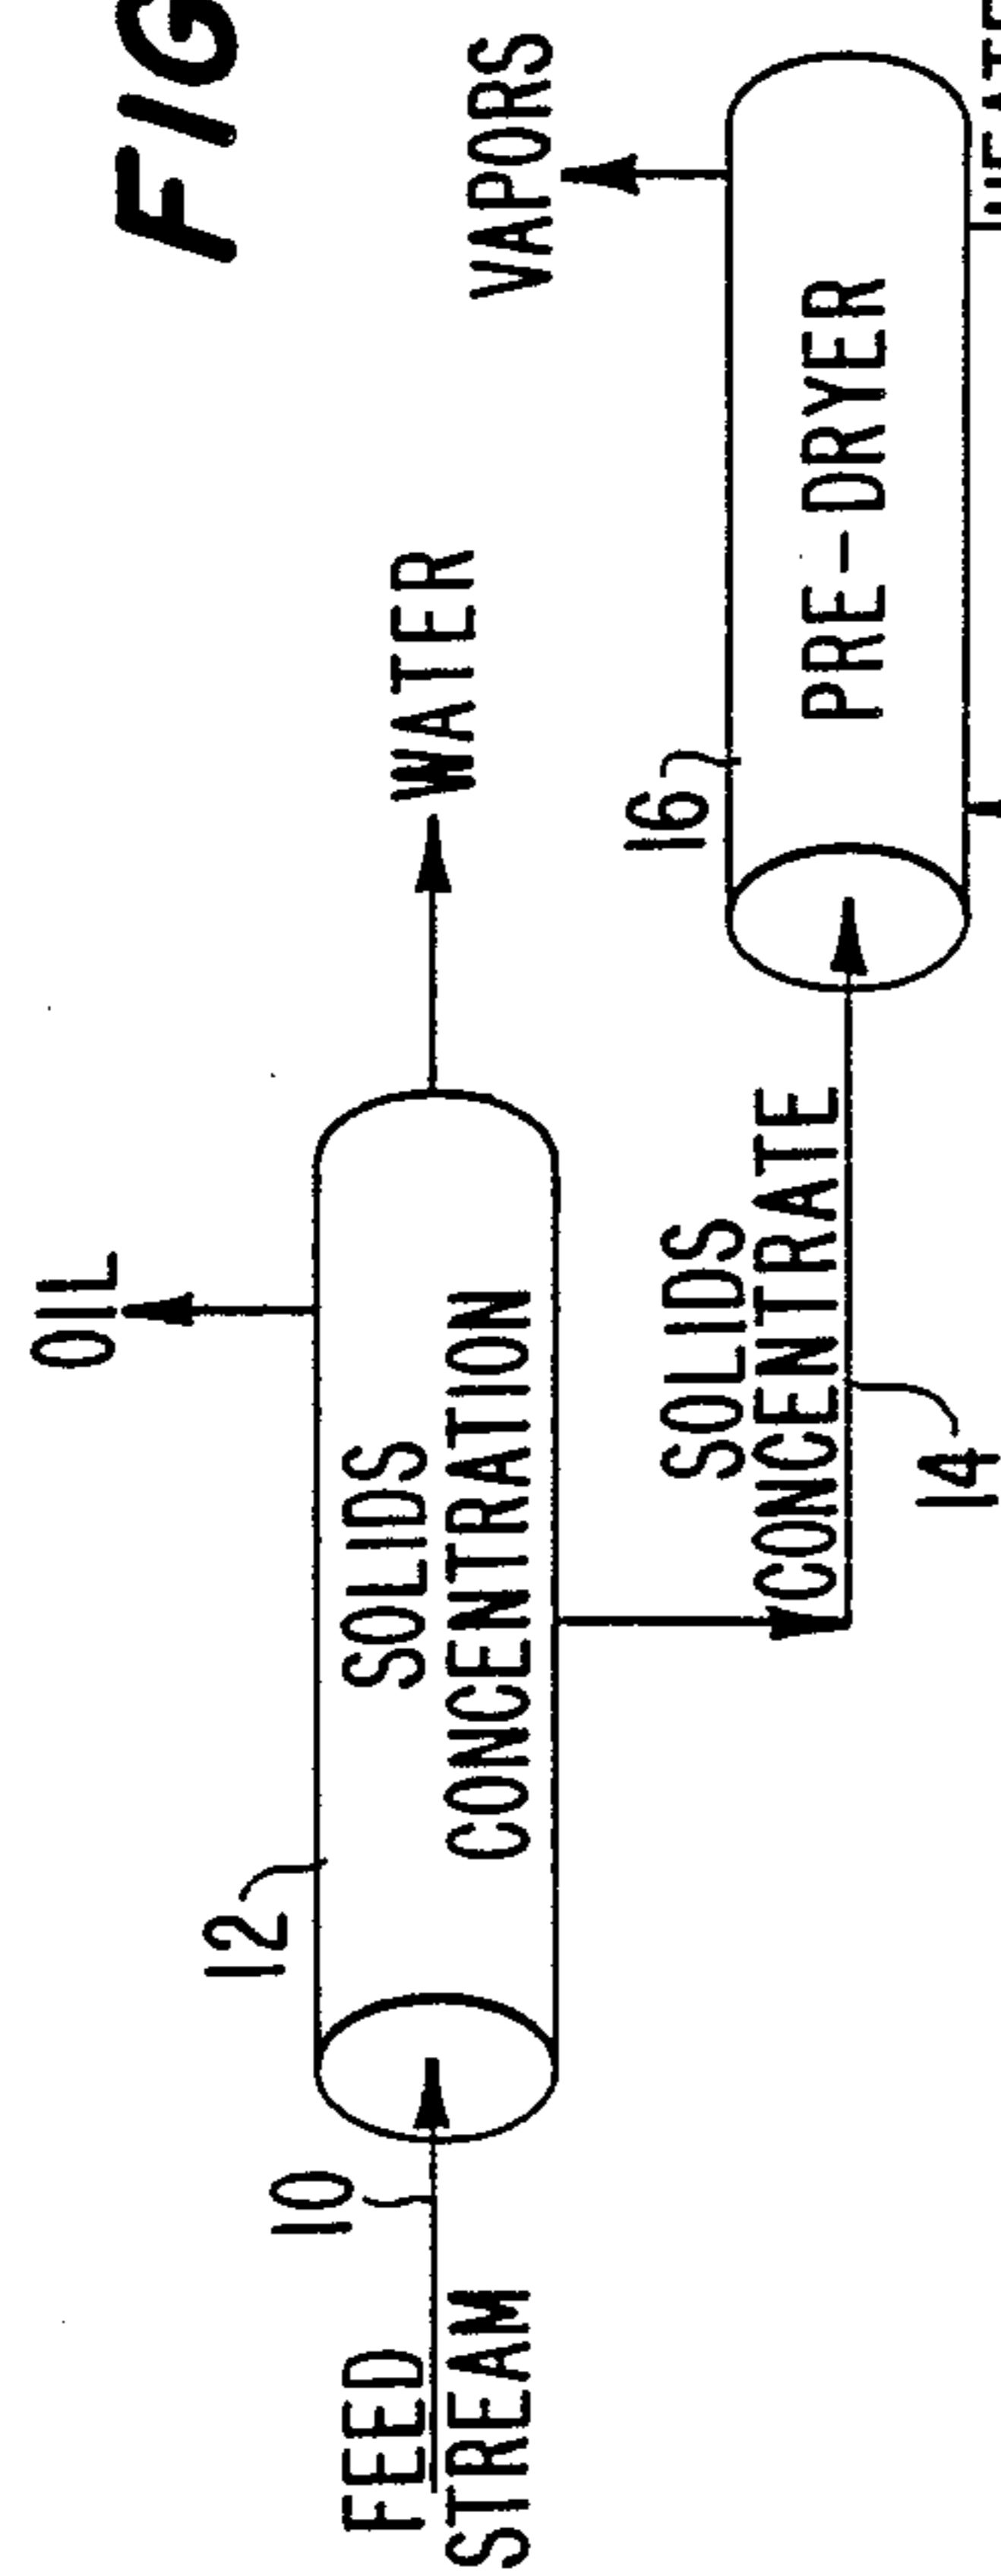 FIG
OIL
12
SOLIDS
CONCENTRATION
WATER
VAPORS
10
FEED
STREAM
SOLIDS
CONCENTRATE
14
16
PRE-DRYER